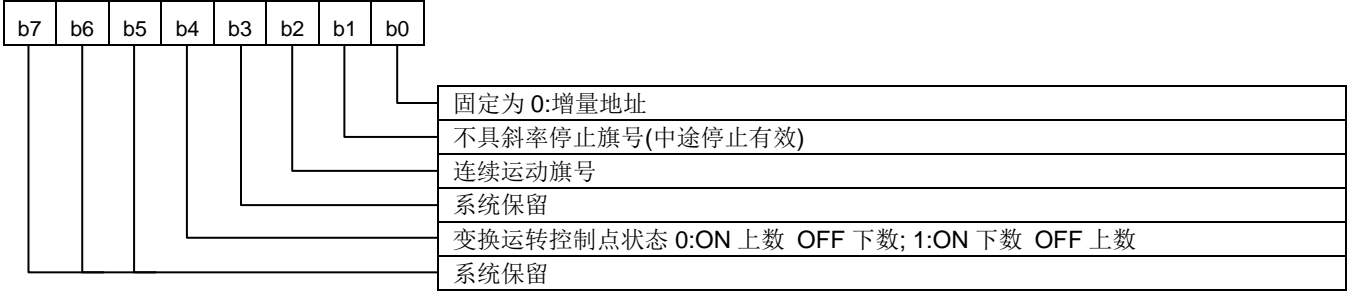 b7 b6 b5 b4 b3 b2 b1 b0
固定为 0:增量地址
不具斜率停止旗号(中途停止有效)
连续运动旗号
系统保留
变换运转控制点状态 0:ON 上数 OFF 下数; 1:ON 下数 OFF 上数
系统保留